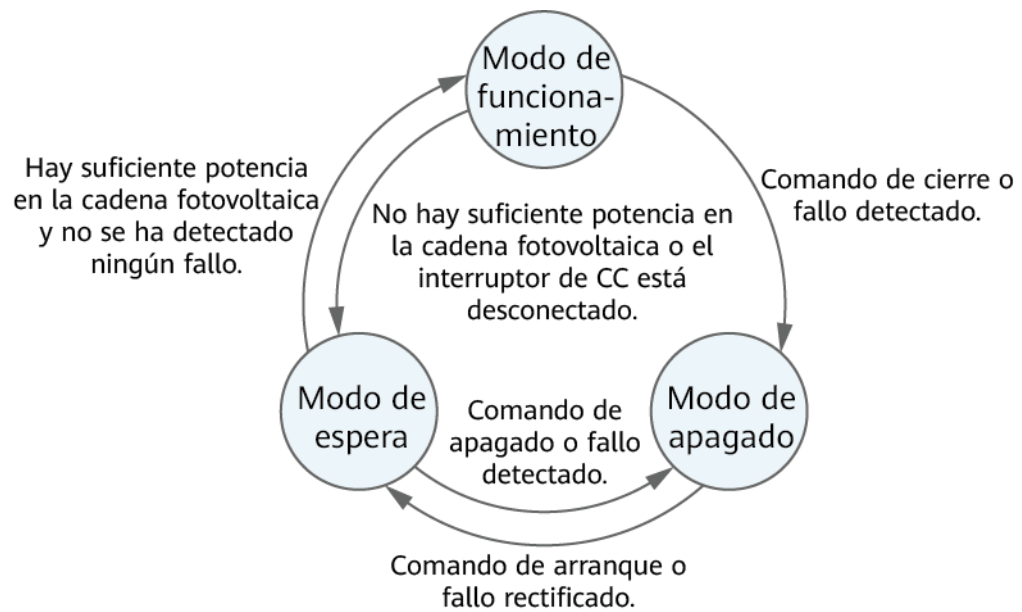 Modo de
funciona-
miento
Hay suficiente potencia
en la cadena fotovoltaica
y no se ha detectado
ningún fallo.
Comando de cierre o
fallo detectado.
No hay suficiente potencia en
la cadena fotovoltaica o el
interruptor de CC está
desconectado.
Modo de
espera
Comando de
apagado o fallo
detectado.
Modo de
apagado
Comando de arranque o
fallo rectificado.